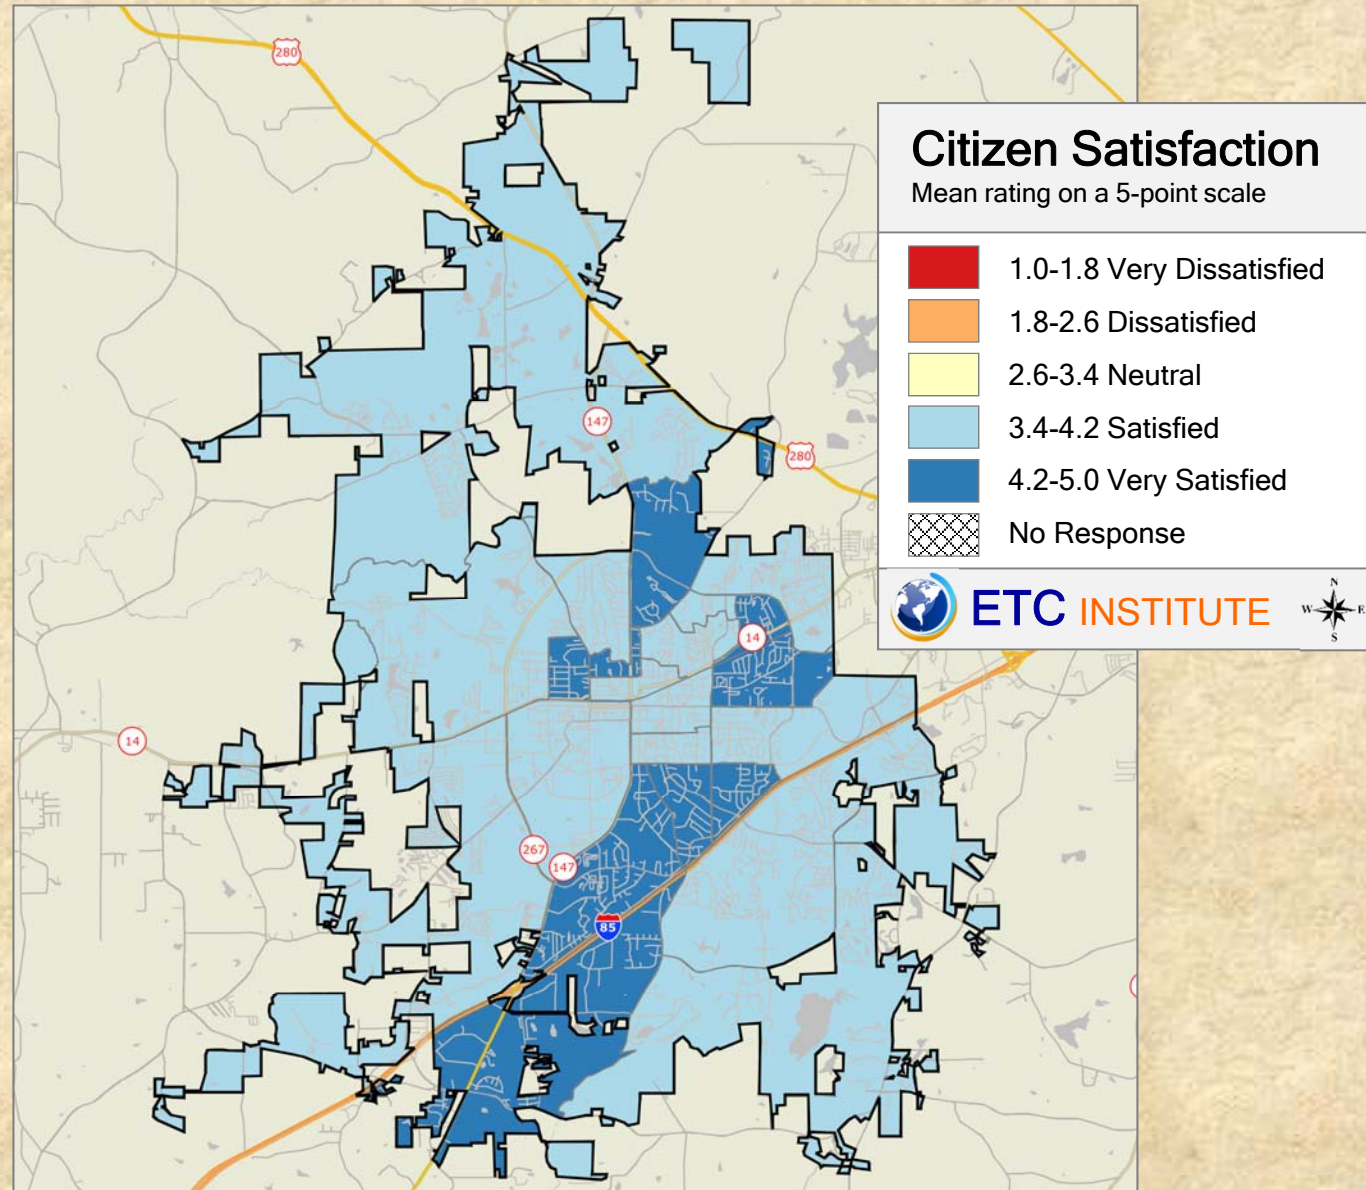 280
Citizen Satisfaction
Mean rating on a 5-point scale
1.0-1.8 Very Dissatisfied
1.8-2.6 Dissatisfied
2.6-3.4 Neutral
3.4-4.2 Satisfied
4.2-5.0 Very Satisfied
No Response
ETC INSTITUTE
N
W E
S
147
280
14
14
267
147
85